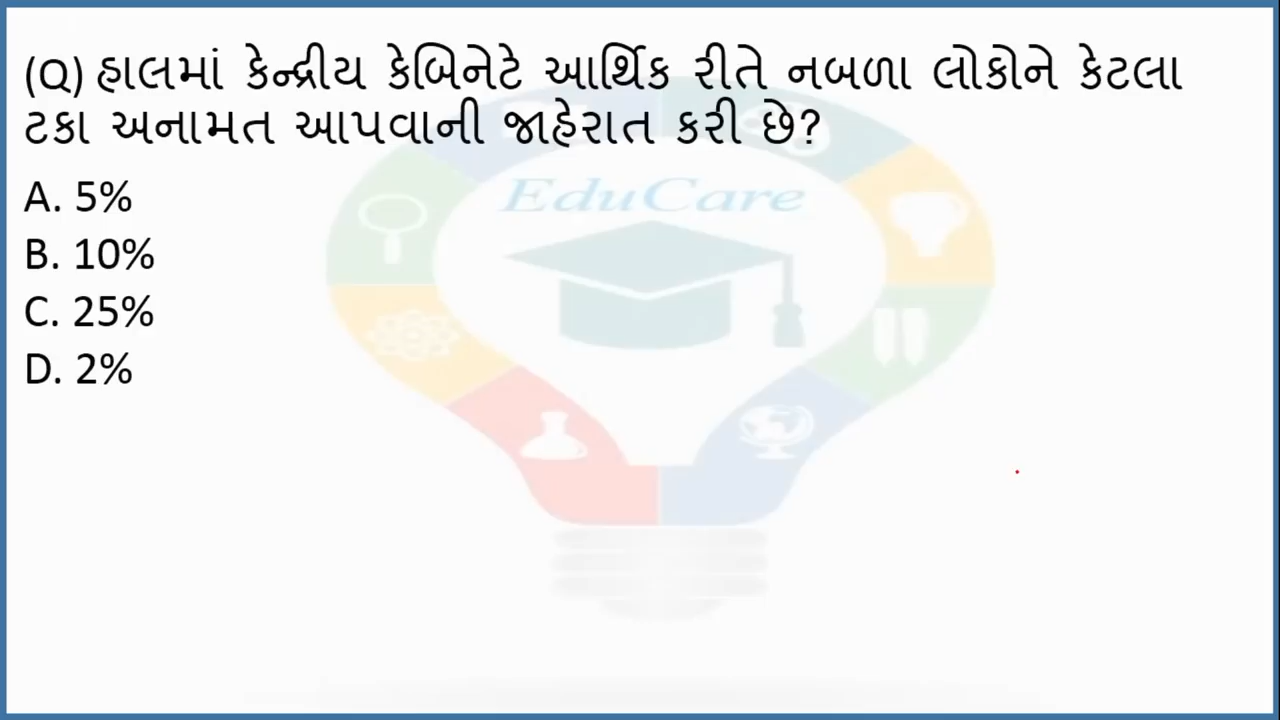 (Q) હાલમાં કેન્દ્રીય કેબિનેટે આર્થિક રીતે નબળા લોકોને કેટલા
ટકા અનામત આપવાની જાહેરાત કરી છે?
A. 5%
B. 10%
C. 25%
D. 2%
EduCare